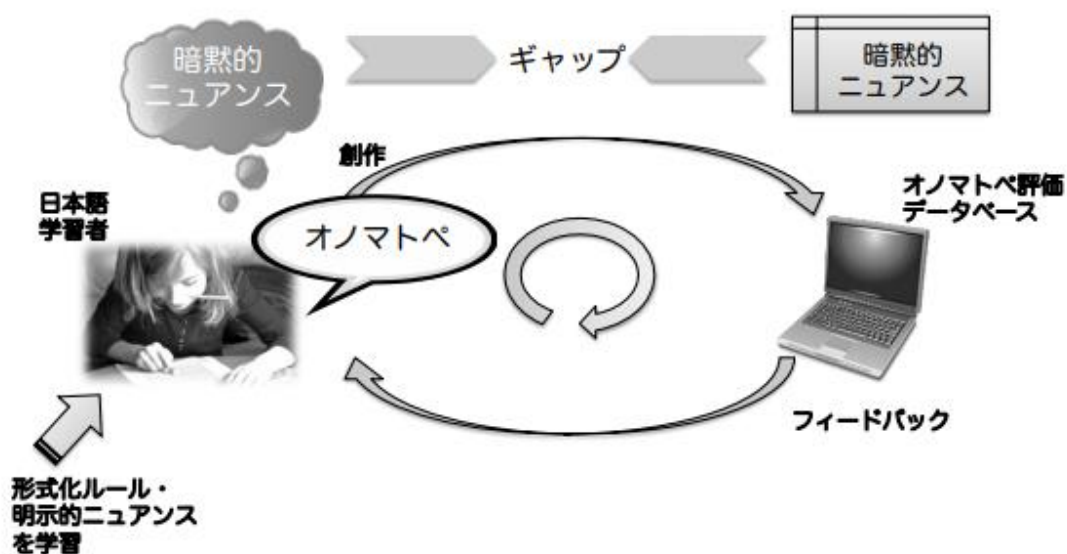 暗黙的
ニュアンス
ギャップ
暗黙的
ニュアンス
創作
日本語
学習者
オノマトペ
オノマトペ評価
データベース
フィードバック
形式化ルール・
明示的ニュアンス
を学習